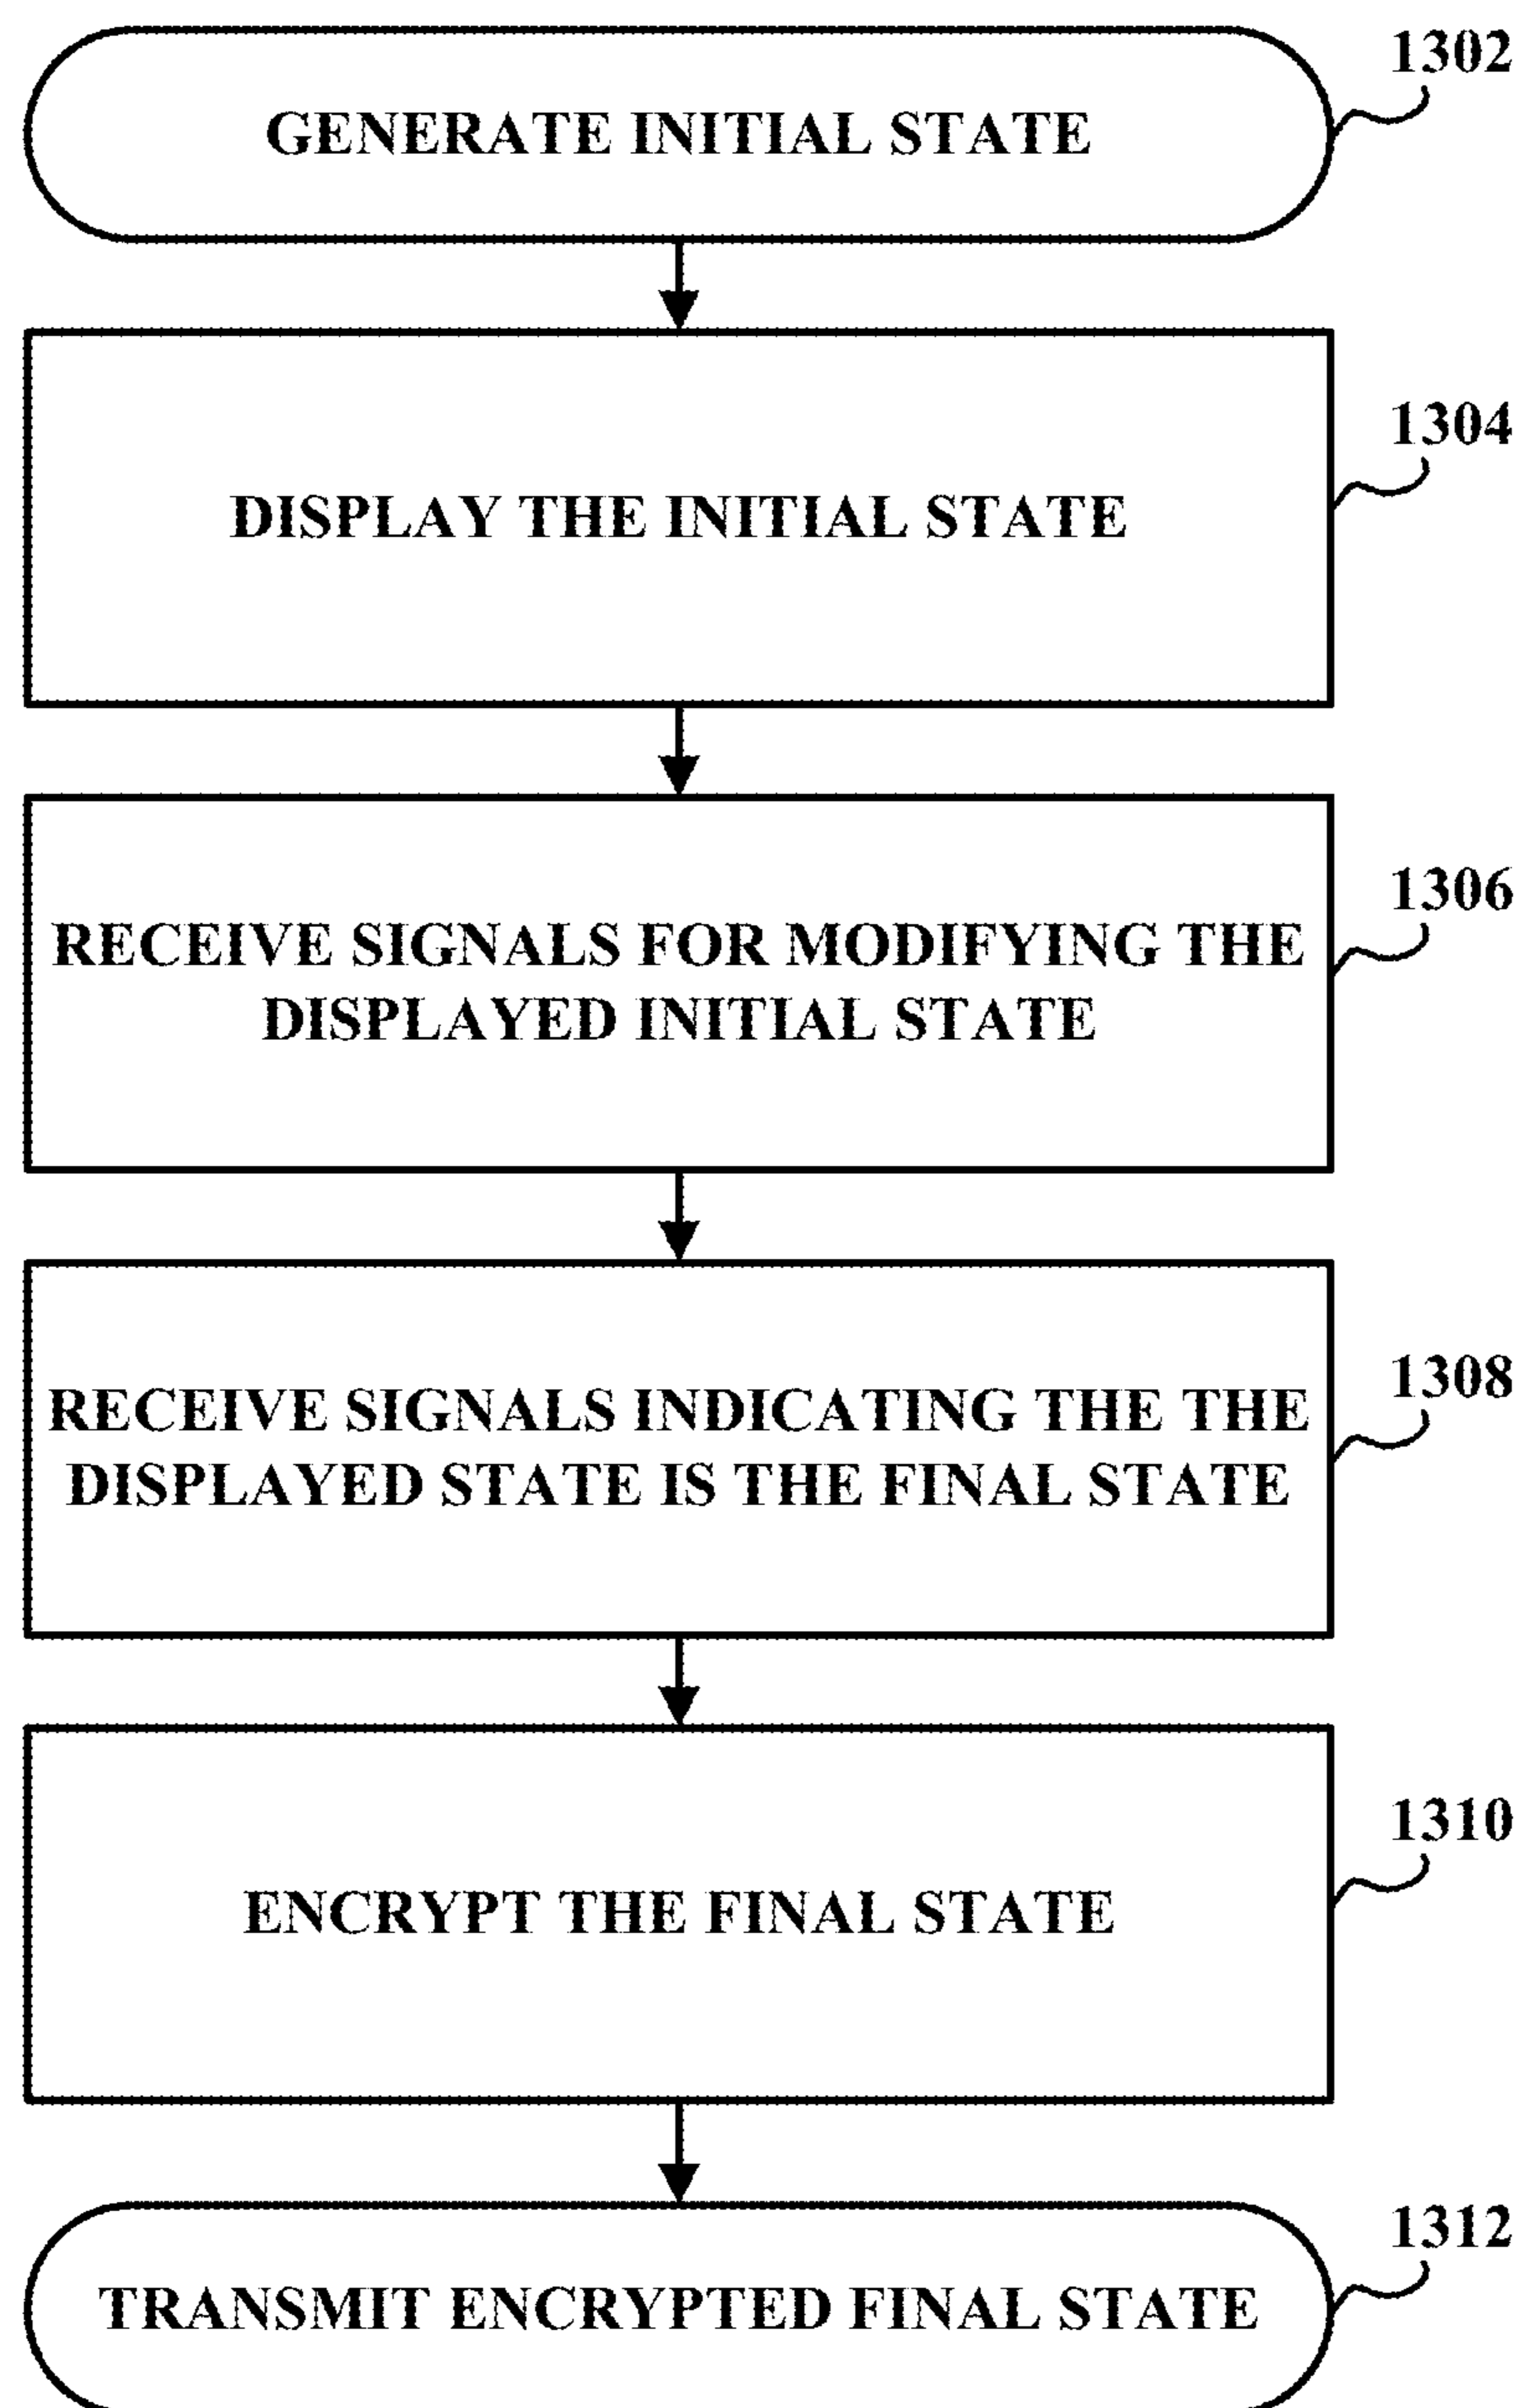 1302
GENERATE INITIAL STATE
1304
DISPLAY THE INITIAL STATE
1306
RECEIVE SIGNALS FOR MODIFYING THE
DISPLAYED INITIAL STATE
1308
RECEIVE SIGNALS INDICATING THE THE
DISPLAYED STATE IS THE FINAL STATE
1310
ENCRYPT THE FINAL STATE
1312
TRANSMIT ENCRYPTED FINAL STATE